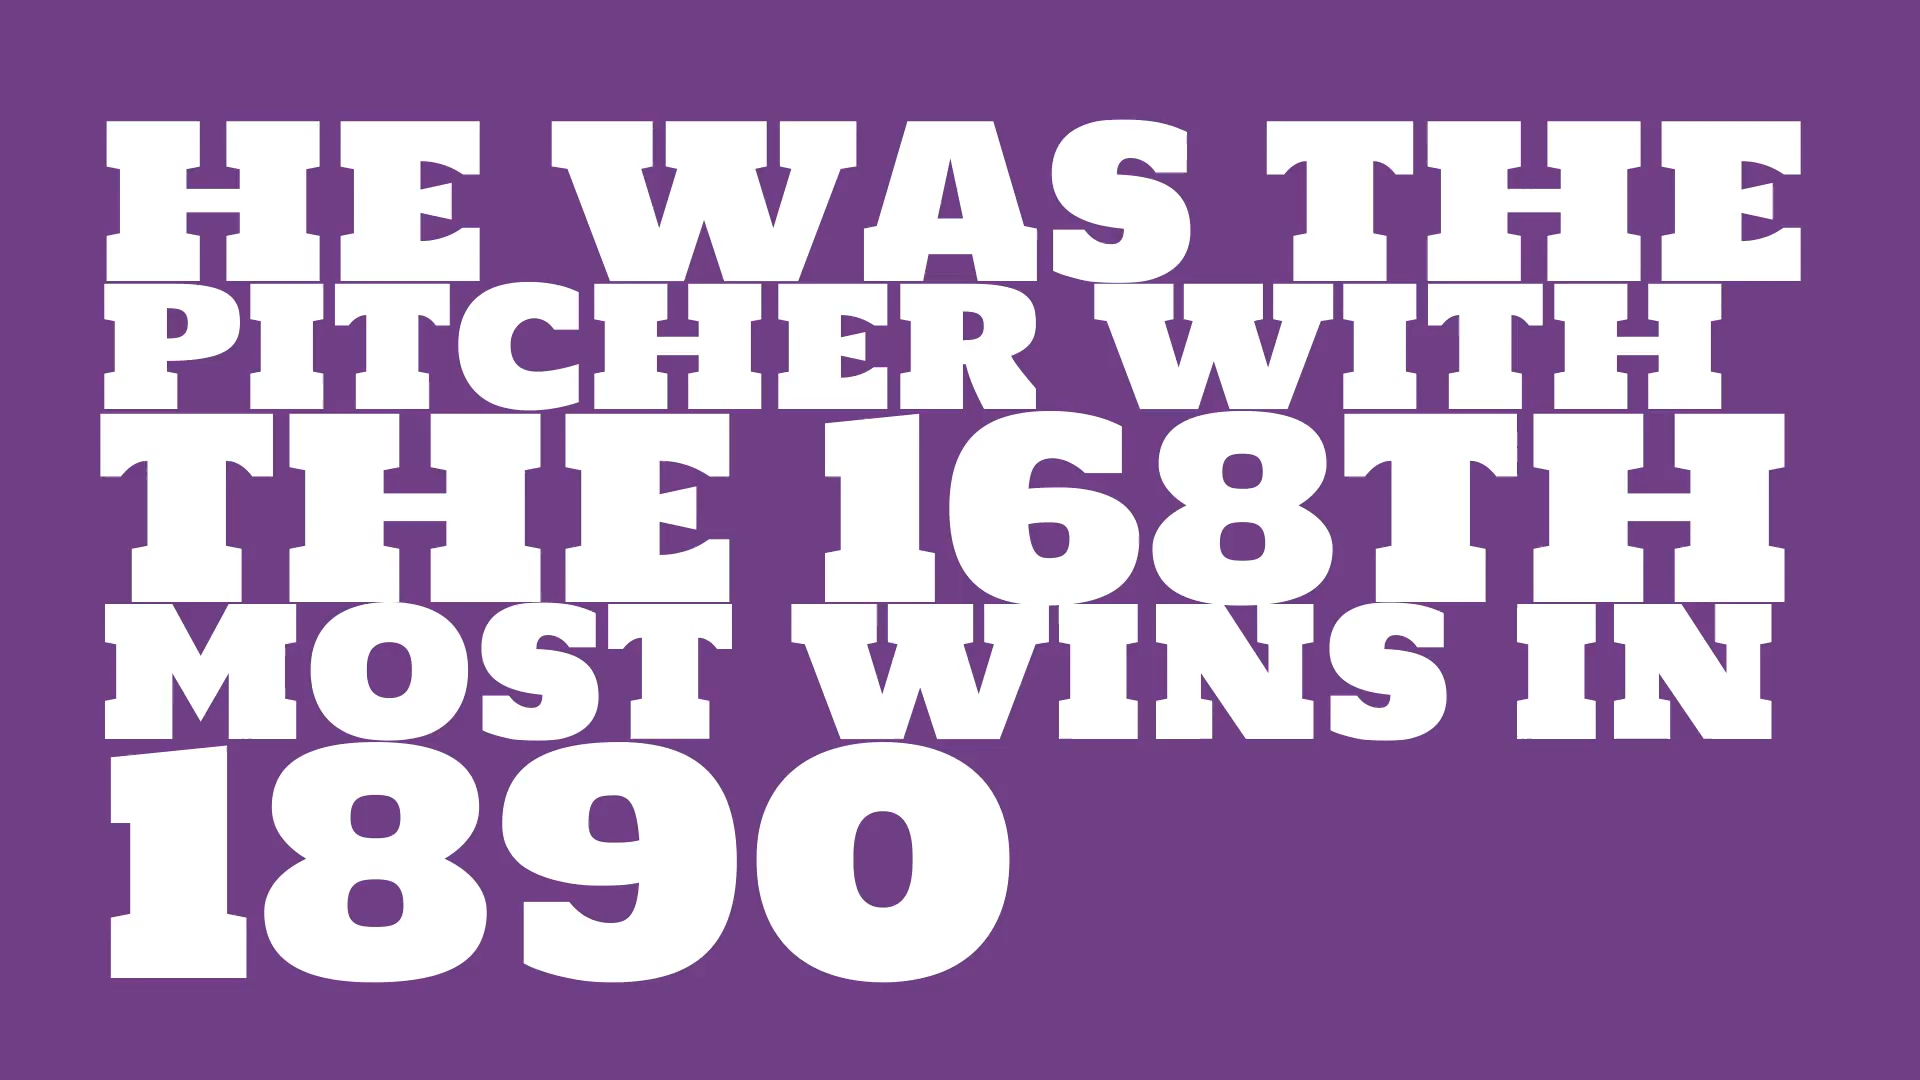 HE WAS THE
PITCHER WITH
THE 168TH
MOST WINS IN
1890